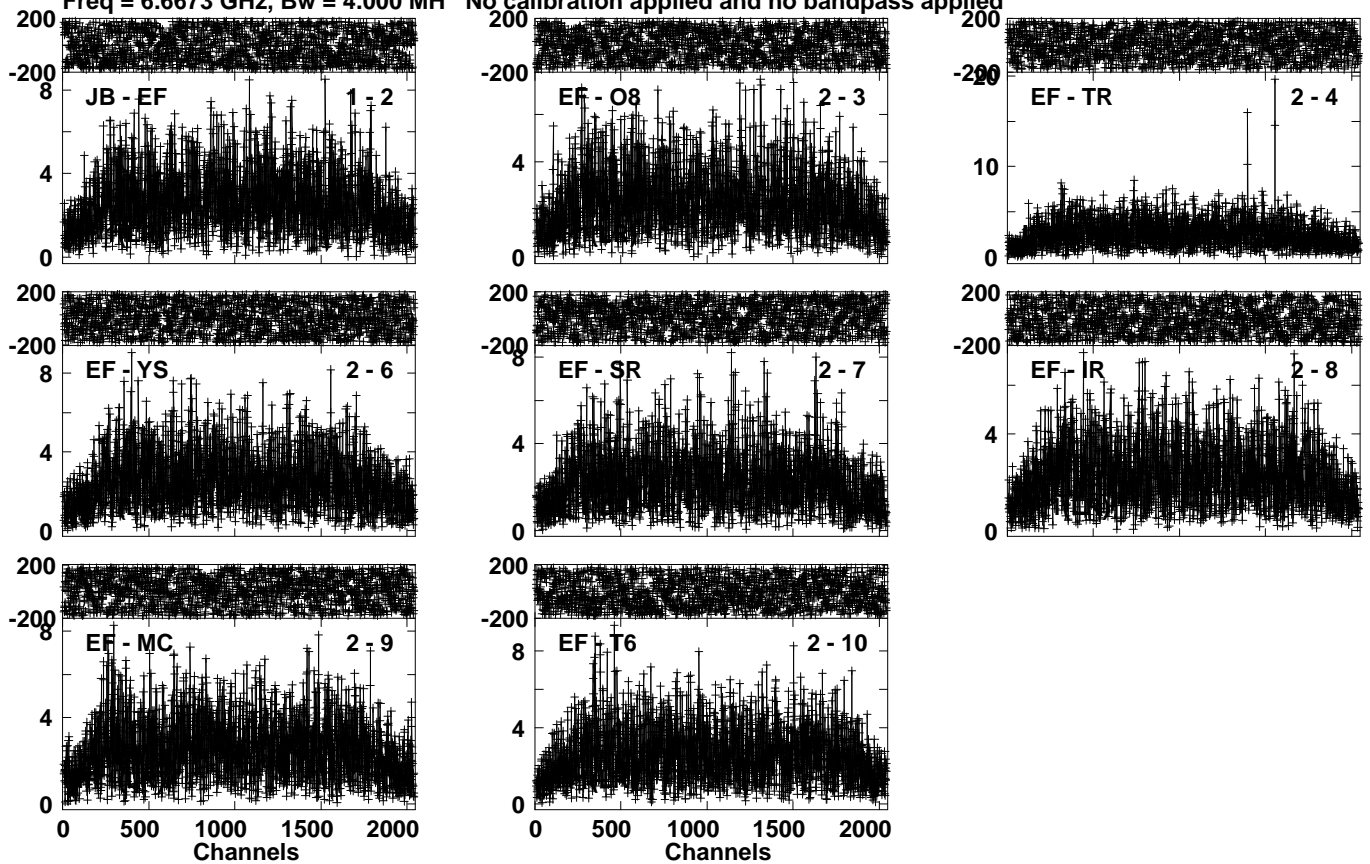 Freq = 6.6673 GHz, Bw = 4.000 MH No calibration applied and no bandpass applied
200
-200
8
4
0
JB - EF 1 - 2
200
-200
4
0
EF - O8 2 - 3
200
-200
20
10
0
EF - TR 2 - 4
200
-200
8
4
0
EF - YS 2 - 6
200
-200
8
4
0
EF - SR 2 - 7
200
-200
4
0
EF - IR 2 - 8
200
-200
8
4
0
EF - MC 2 - 9
0 500 1000 1500 2000
Channels
200
-200
8
4
0
EF - T6 2 - 10
0 500 1000 1500 2000
Channels